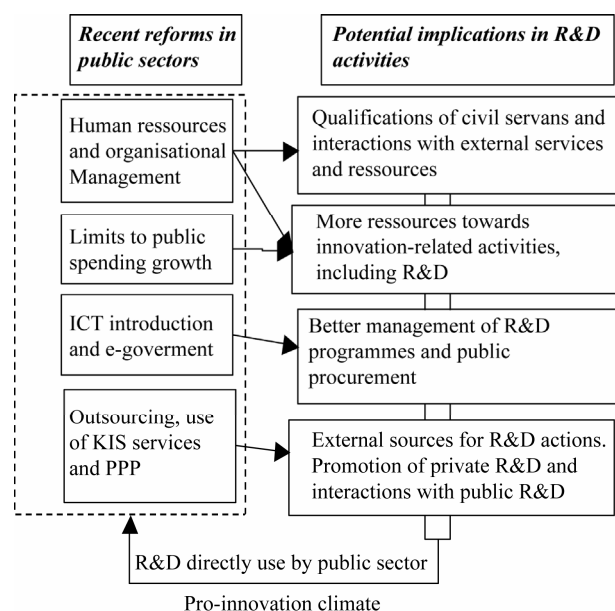 Recent reforms in
public sectors
Potential implications in R&D
activities
Human ressources
and organisational
Management
Qualifications of civil servans and
interactions with external services
and ressources
Limits to public
spending growth
More ressources towards
innovation-related activities,
including R&D
ICT introduction
and e-goverment
Better management of R&D
programmes and public
procurement
Outsourcing, use
of KIS services
and PPP
External sources for R&D actions.
Promotion of private R&D and
interactions with public R&D
R&D directly use by public sector
Pro-innovation climate